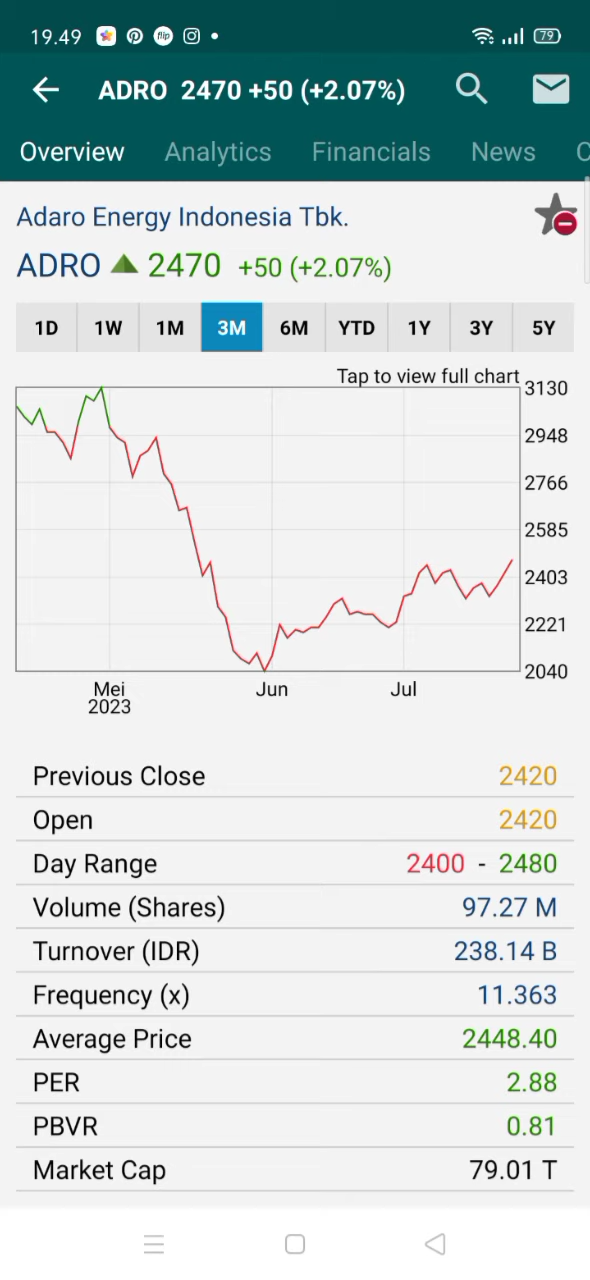 19.49 flip 79
ADRO 2470 +50 (+2.07%)
Overview Analytics Financials News C
Adaro Energy Indonesia Tbk.
ADRO 2470 +50 (+2.07%)
1D 1W 1M 3M 6M YTD 1Y 3Y 5Y
Tap to view full chart
3130
2948
2766
2585
2403
2221
2040
Mei Jun Jul
2023
Previous Close 2420
Open 2420
Day Range 2400 - 2480
Volume (Shares) 97.27 M
Turnover (IDR) 238.14 B
Frequency (x) 11.363
Average Price 2448.40
PER 2.88
PBVR 0.81
Market Cap 79.01 T